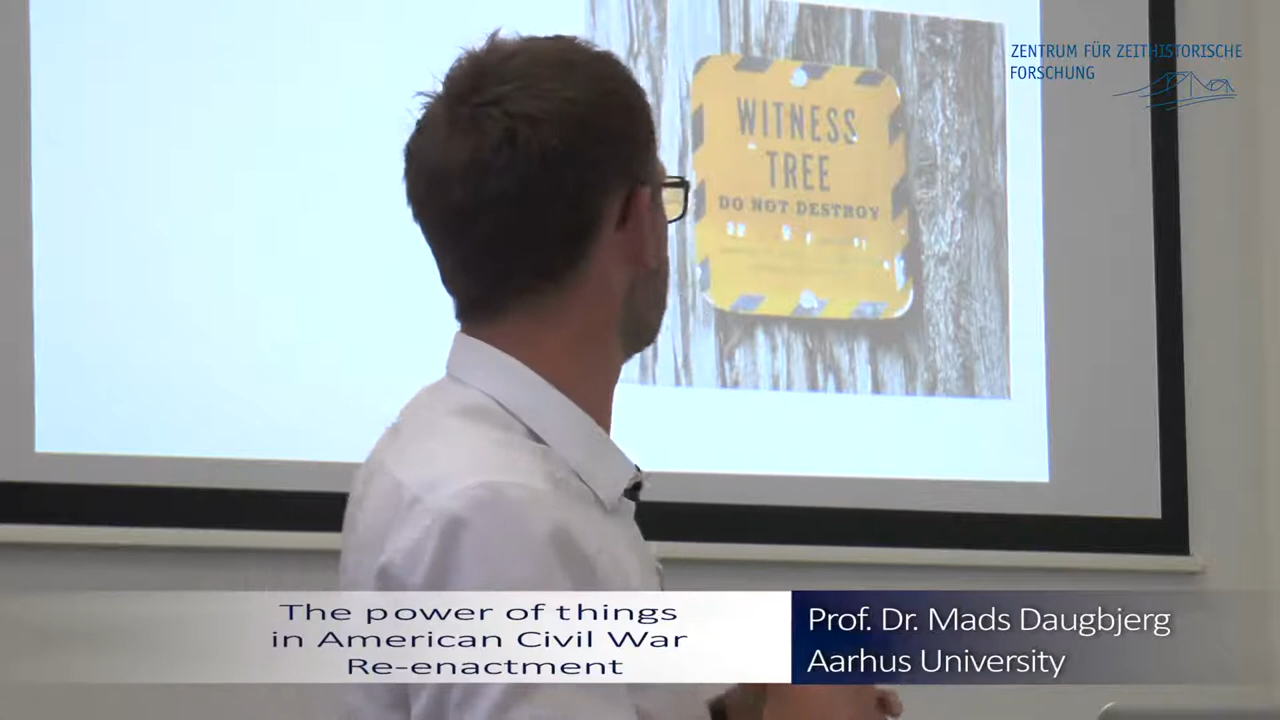 ZENTRUM FÜR ZEITHISTORISCHE
FORSCHUNG
WITNESS
TREE
DO NOT DESTROY
The power of things
in American Civil War
Re-enactment
Prof. Dr. Mads Daugbjerg
Aarhus University